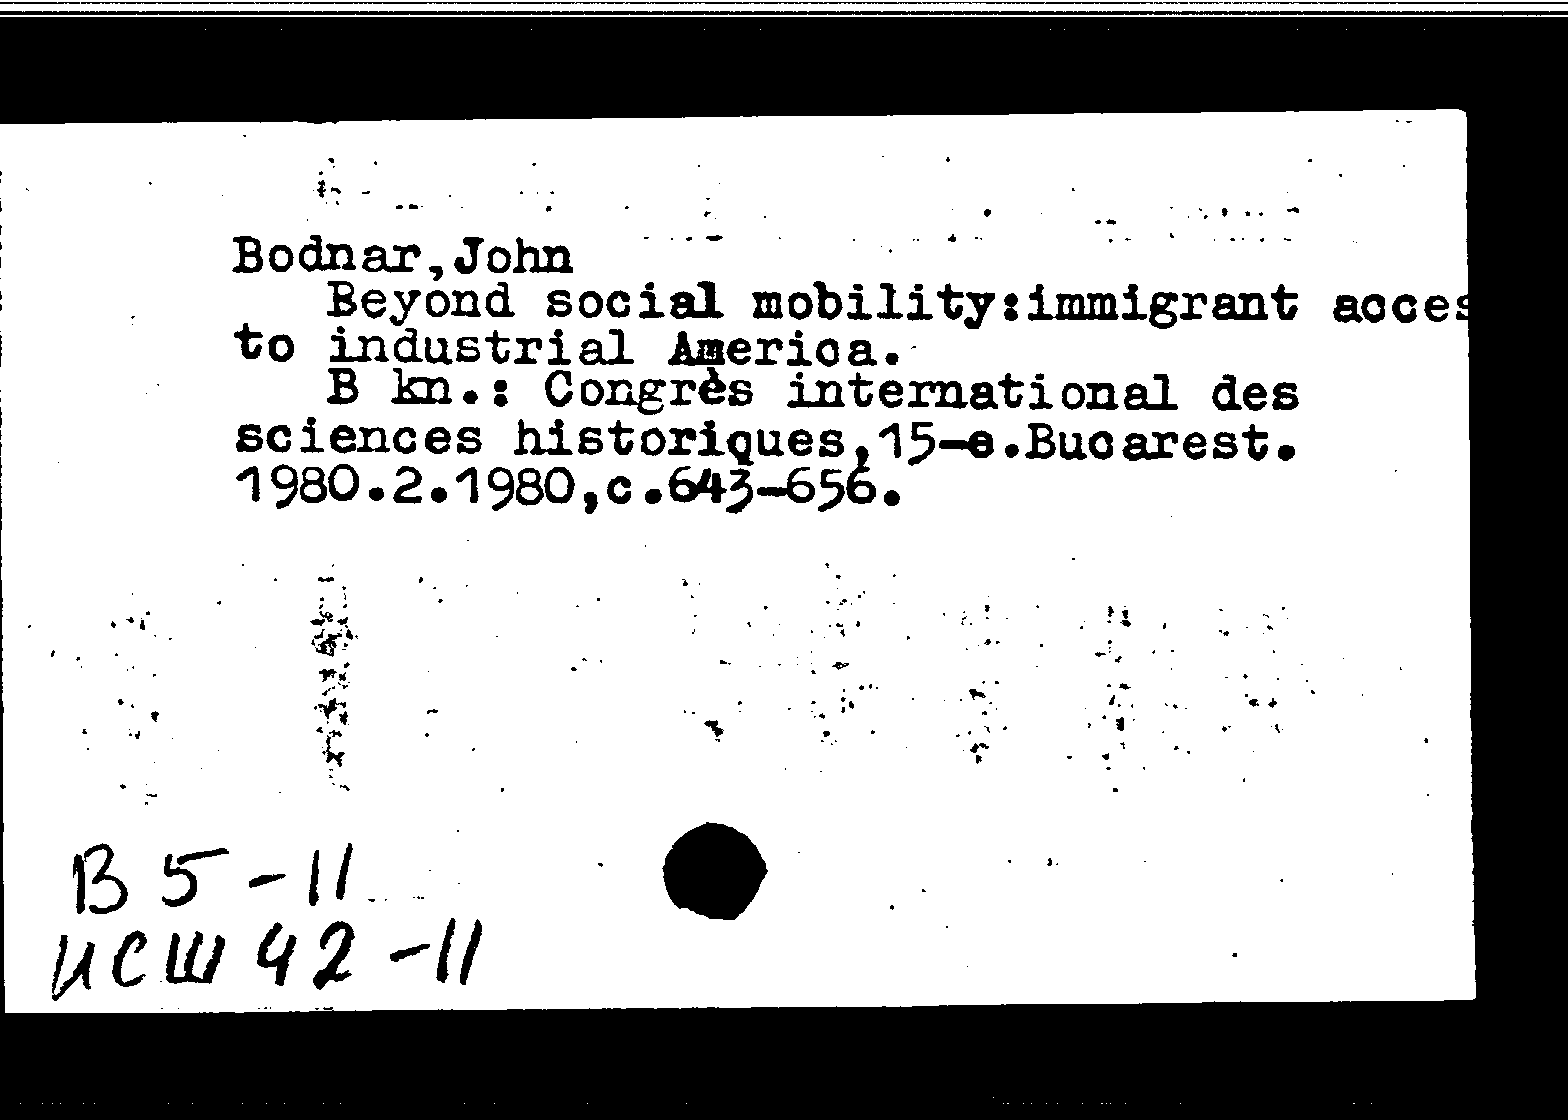 Bodnar,John
Beyond social mobility:immigrant acces
to industrial America.
B kn.: Congrès international des
sciences historiques,15-e.Bucarest.
1980.2.1980,c.643-656.
B 5-11
ИСШ 42-11